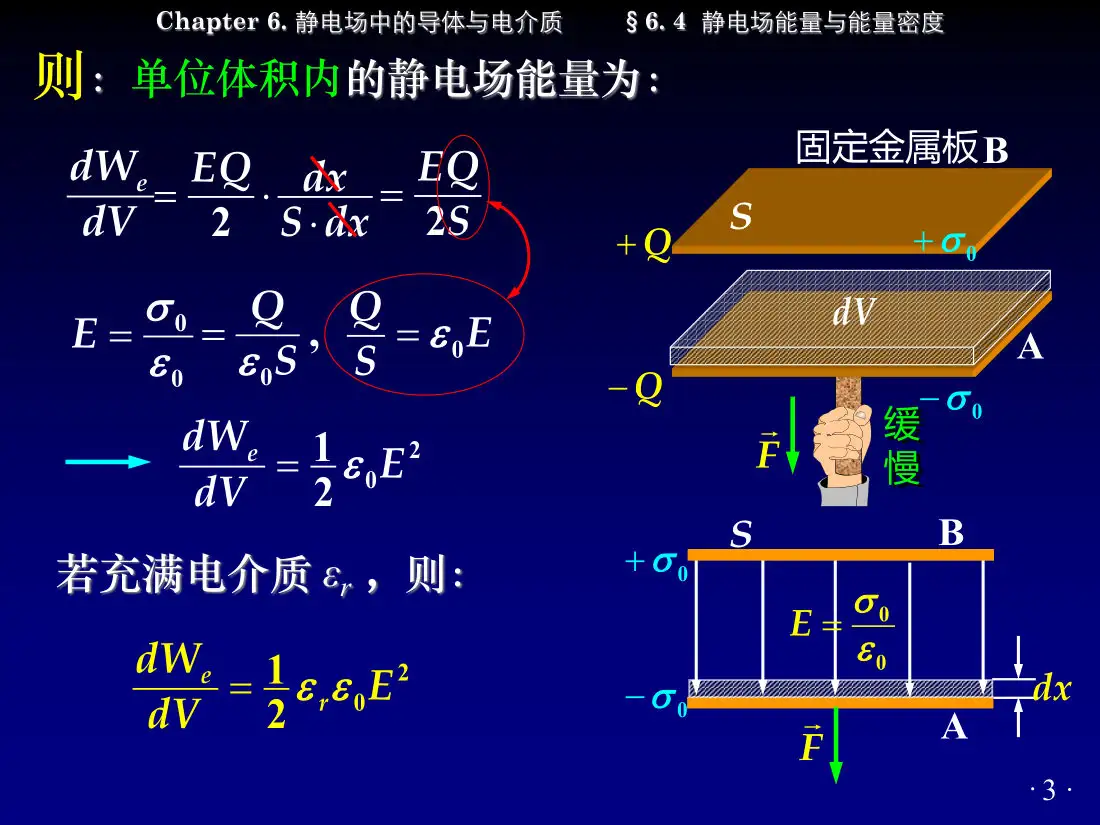 Chapter 6. 静电场中的导体与电介质 §6.4 静电场能量与能量密度
则：单位体积内的静电场能量为：
dWₑ/dV = EQ/2 · dx/(S·dx) = EQ/2S
E = σ₀/ε₀ = Q/ε₀S , Q/S = ε₀E
dWₑ/dV = 1/2 ε₀E²
若充满电介质 εr ，则：
dWₑ/dV = 1/2 εrε₀E²
固定金属板 B
S
+Q +σ₀
dV
A
−Q −σ₀
F⃗ 缓慢
S B
+σ₀
E = σ₀/ε₀
−σ₀ dx
A
F⃗
·3·